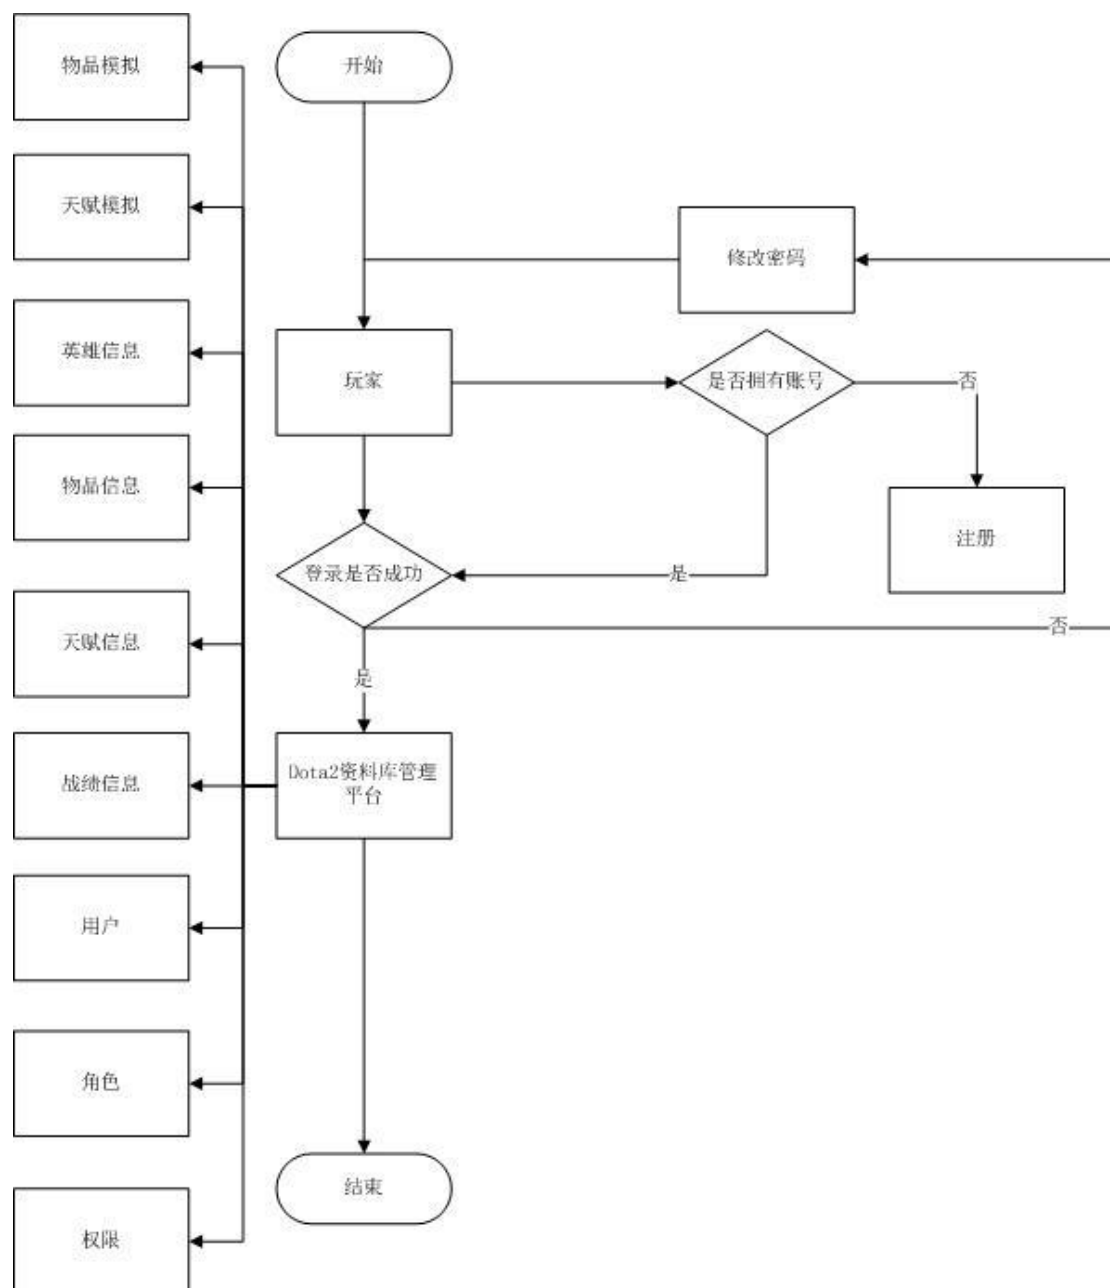 物品模拟
开始
天赋模拟
修改密码
英雄信息
玩家
是否拥有账号
否
物品信息
注册
登录是否成功
是
否
天赋信息
是
Dota2资料库管理
平台
战绩信息
用户
角色
结束
权限